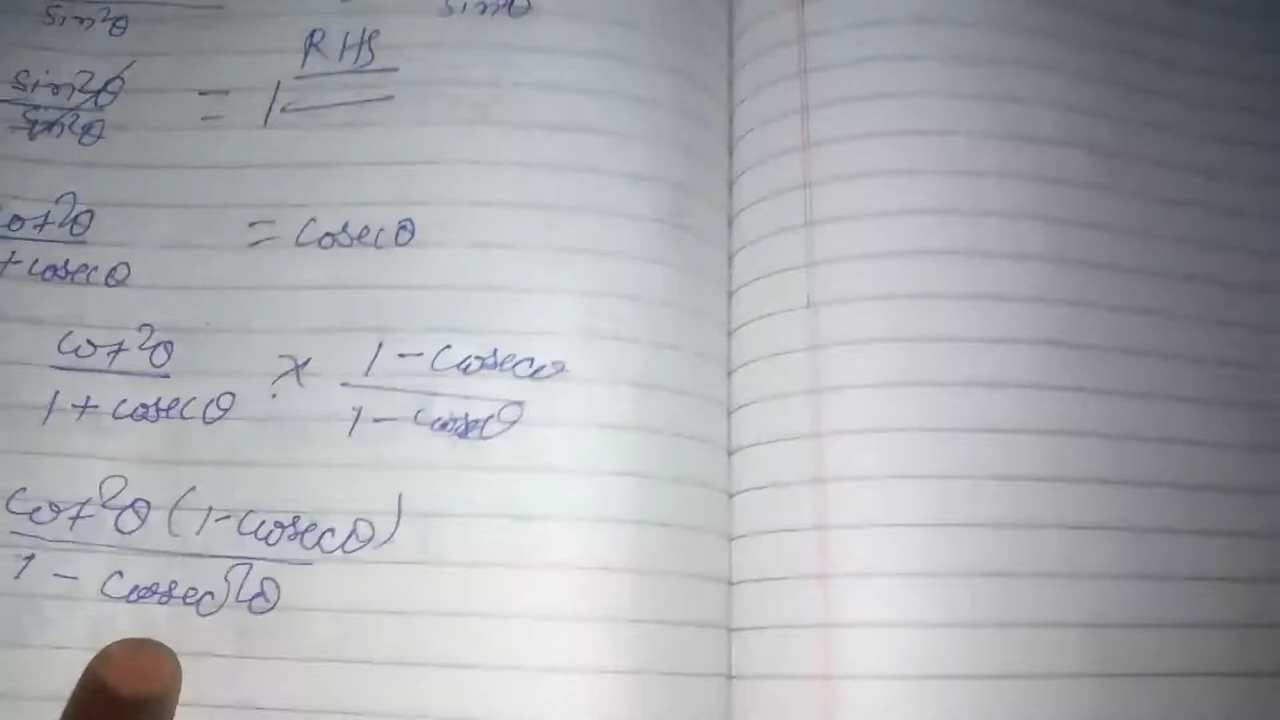 sin²θ sinθ
RHS
sin²θ/sin²θ = 1
cot²θ/+cosecθ = cosecθ
cot²θ/1+cosecθ × 1-cosecθ/1-cosecθ
cot²θ(1-cosecθ)/1-cosec²θ